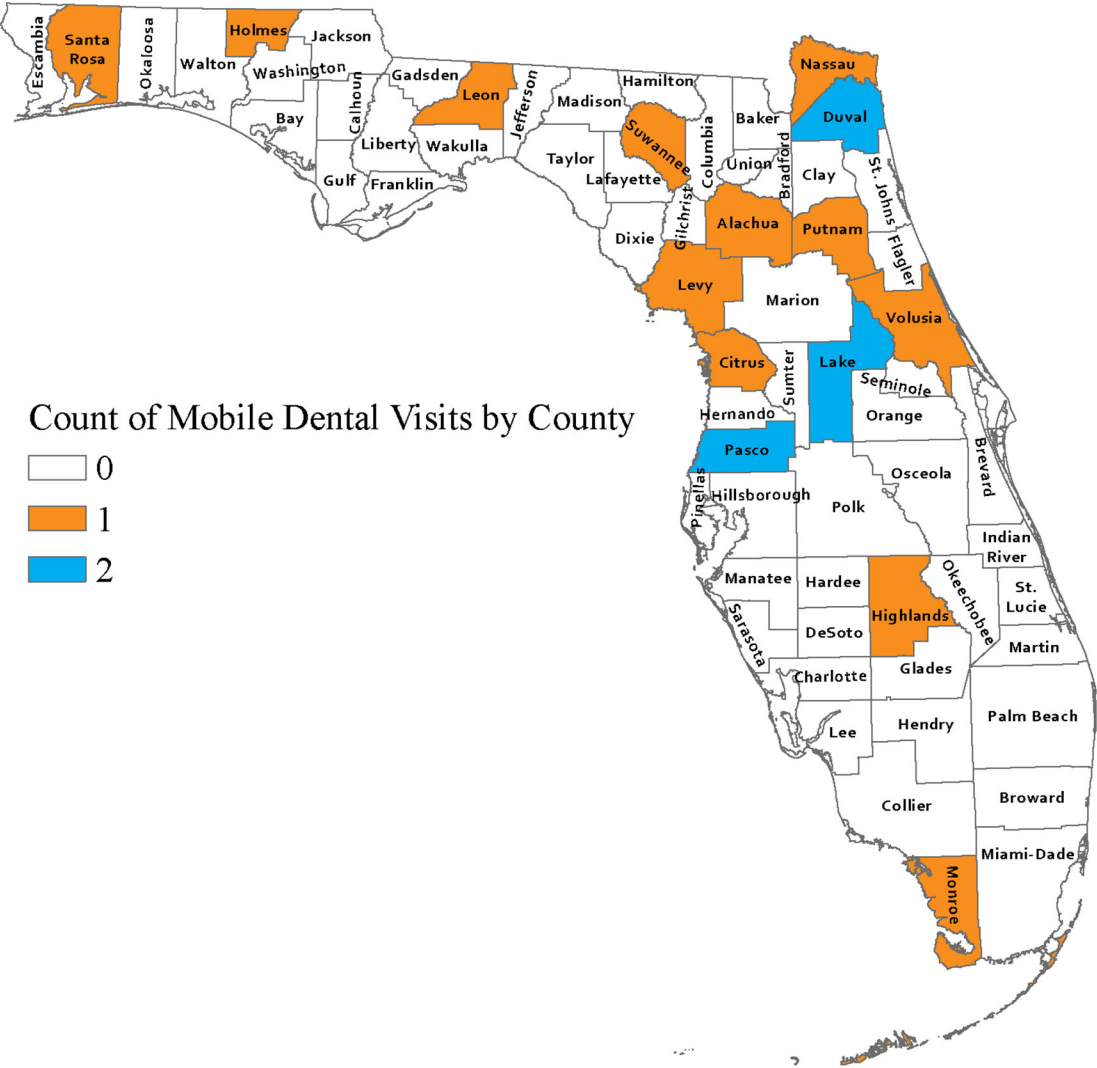 Escambia
Santa
Rosa
Okaloosa
Walton
Holmes
Jackson
Washington
Bay
Calhoun
Gulf
Liberty
Franklin
Gadsden
Leon
Wakulla
Jefferson
Madison
Taylor
Hamilton
Suwannee
Lafayette
Dixie
Columbia
Gilchrist
Baker
Union
Bradford
Nassau
Duval
Clay
St. Johns
Alachua
Putnam
Flagler
Levy
Marion
Volusia
Citrus
Sumter
Lake
Seminole
Hernando
Orange
Pasco
Brevard
Osceola
Pinellas
Hillsborough
Polk
Indian
River
Manatee
Hardee
Highlands
Okeechobee
St.
Lucie
Sarasota
DeSoto
Martin
Charlotte
Glades
Lee
Hendry
Palm Beach
Collier
Broward
Monroe
Miami-Dade
Count of Mobile Dental Visits by County
0
1
2